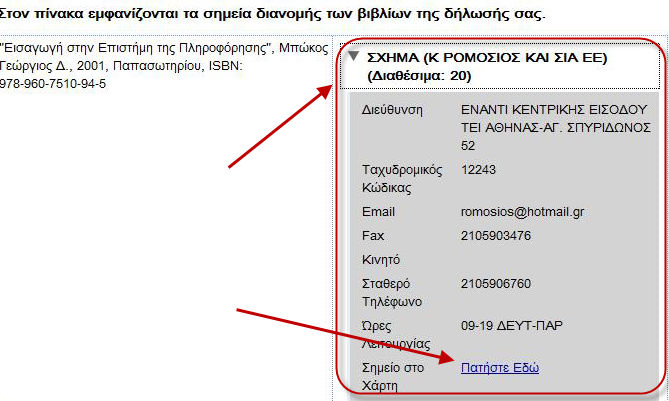 Στον πίνακα εμφανίζονται τα σημεία διανομής των βιβλίων της δήλωσής σας.
"Εισαγωγή στην Επιστήμη της Πληροφόρησης", Μπώκος
Γεώργιος Δ., 2001, Παπασωτηρίου, ISBN:
978-960-7510-94-5
ΣΧΗΜΑ (Κ ΡΟΜΟΣΙΟΣ ΚΑΙ ΣΙΑ ΕΕ)
(Διαθέσιμα: 20)
Διεύθυνση ΕΝΑΝΤΙ ΚΕΝΤΡΙΚΗΣ ΕΙΣΟΔΟΥ
ΤΕΙ ΑΘΗΝΑΣ-ΑΓ. ΣΠΥΡΙΔΩΝΟΣ
52
Ταχυδρομικός 12243
Κώδικας
Email romosios@hotmail.gr
Fax 2105903476
Κινητό
Σταθερό 2105906760
Τηλέφωνο
Ώρες 09-19 ΔΕΥΤ-ΠΑΡ
Λειτουργίας
Σημείο στο Πατήστε Εδώ
Χάρτη